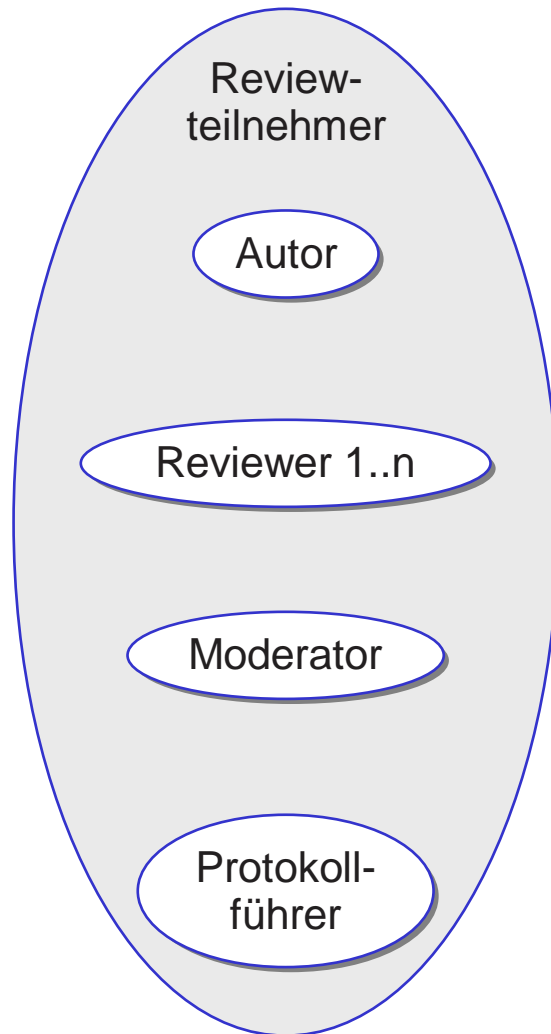 Review-
teilnehmer
Autor
Reviewer 1..n
Moderator
Protokoll-
führer